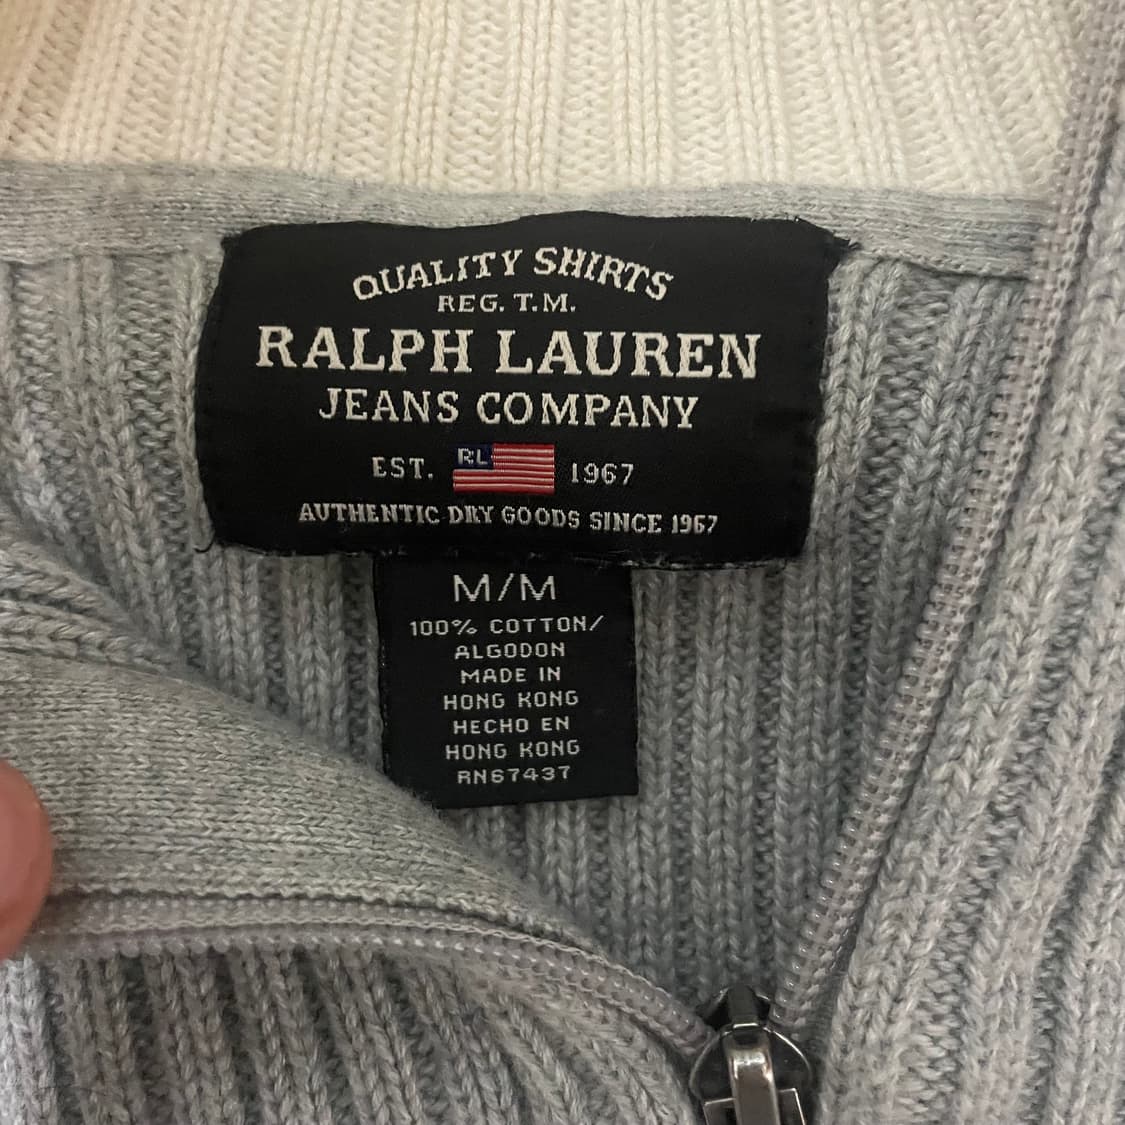 QUALITY SHIRTS
REG. T.M.
RALPH LAUREN
JEANS COMPANY
EST. RL 1967
AUTHENTIC DRY GOODS SINCE 1967
M/M
100% COTTON/
ALGODON
MADE IN
HONG KONG
HECHO EN
HONG KONG
RN67437